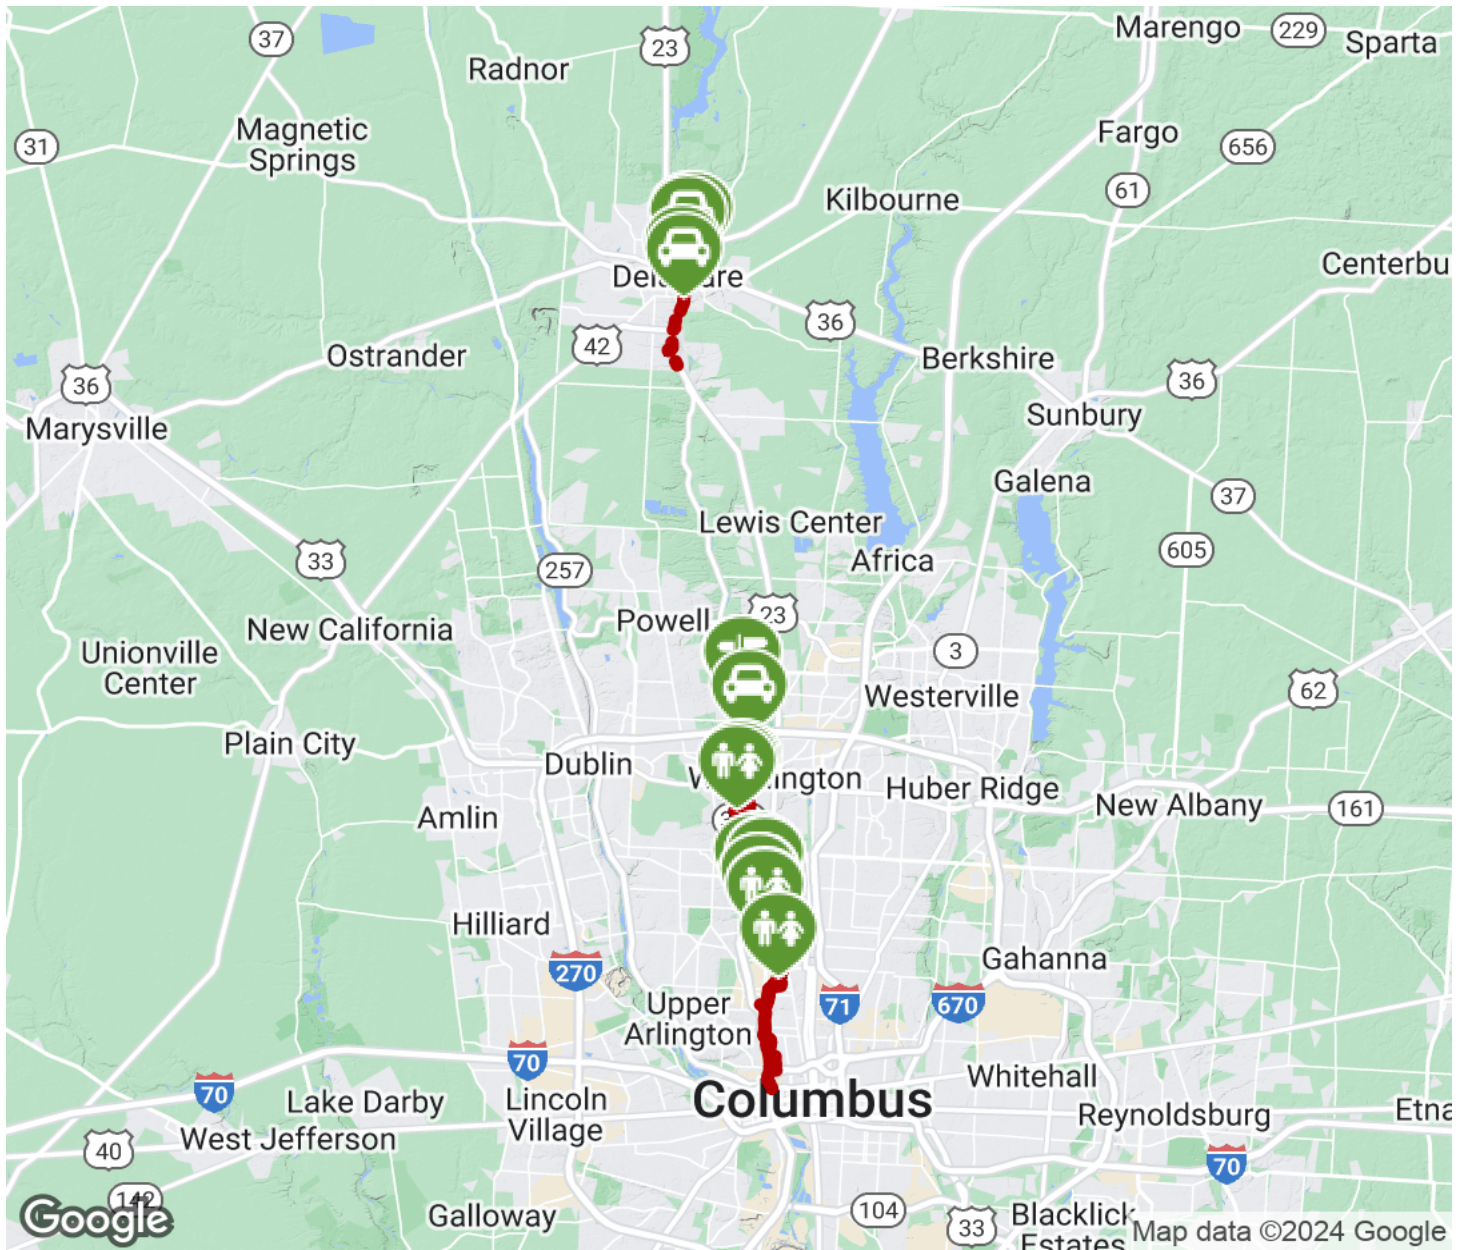 37
23
Marengo
229
Sparta
Radnor
Magnetic
Springs
31
Fargo
656
61
Kilbourne
Centerbu
Delaware
36
42
Ostrander
Berkshire
36
36
Marysville
Sunbury
Galena
37
Lewis Center
605
33
Africa
257
23
Powell
New California
Unionville
Center
3
62
Westerville
Plain City
Dublin
Huber Ridge
New Albany
161
Amlin
Hilliard
270
Gahanna
Upper
Arlington
71
670
70
70
Whitehall
Lake Darby
Lincoln
Village
Columbus
Reynoldsburg
Etna
West Jefferson
40
70
142
Google
Galloway
104
33
Blacklick
Estates
Map data ©2024 Google